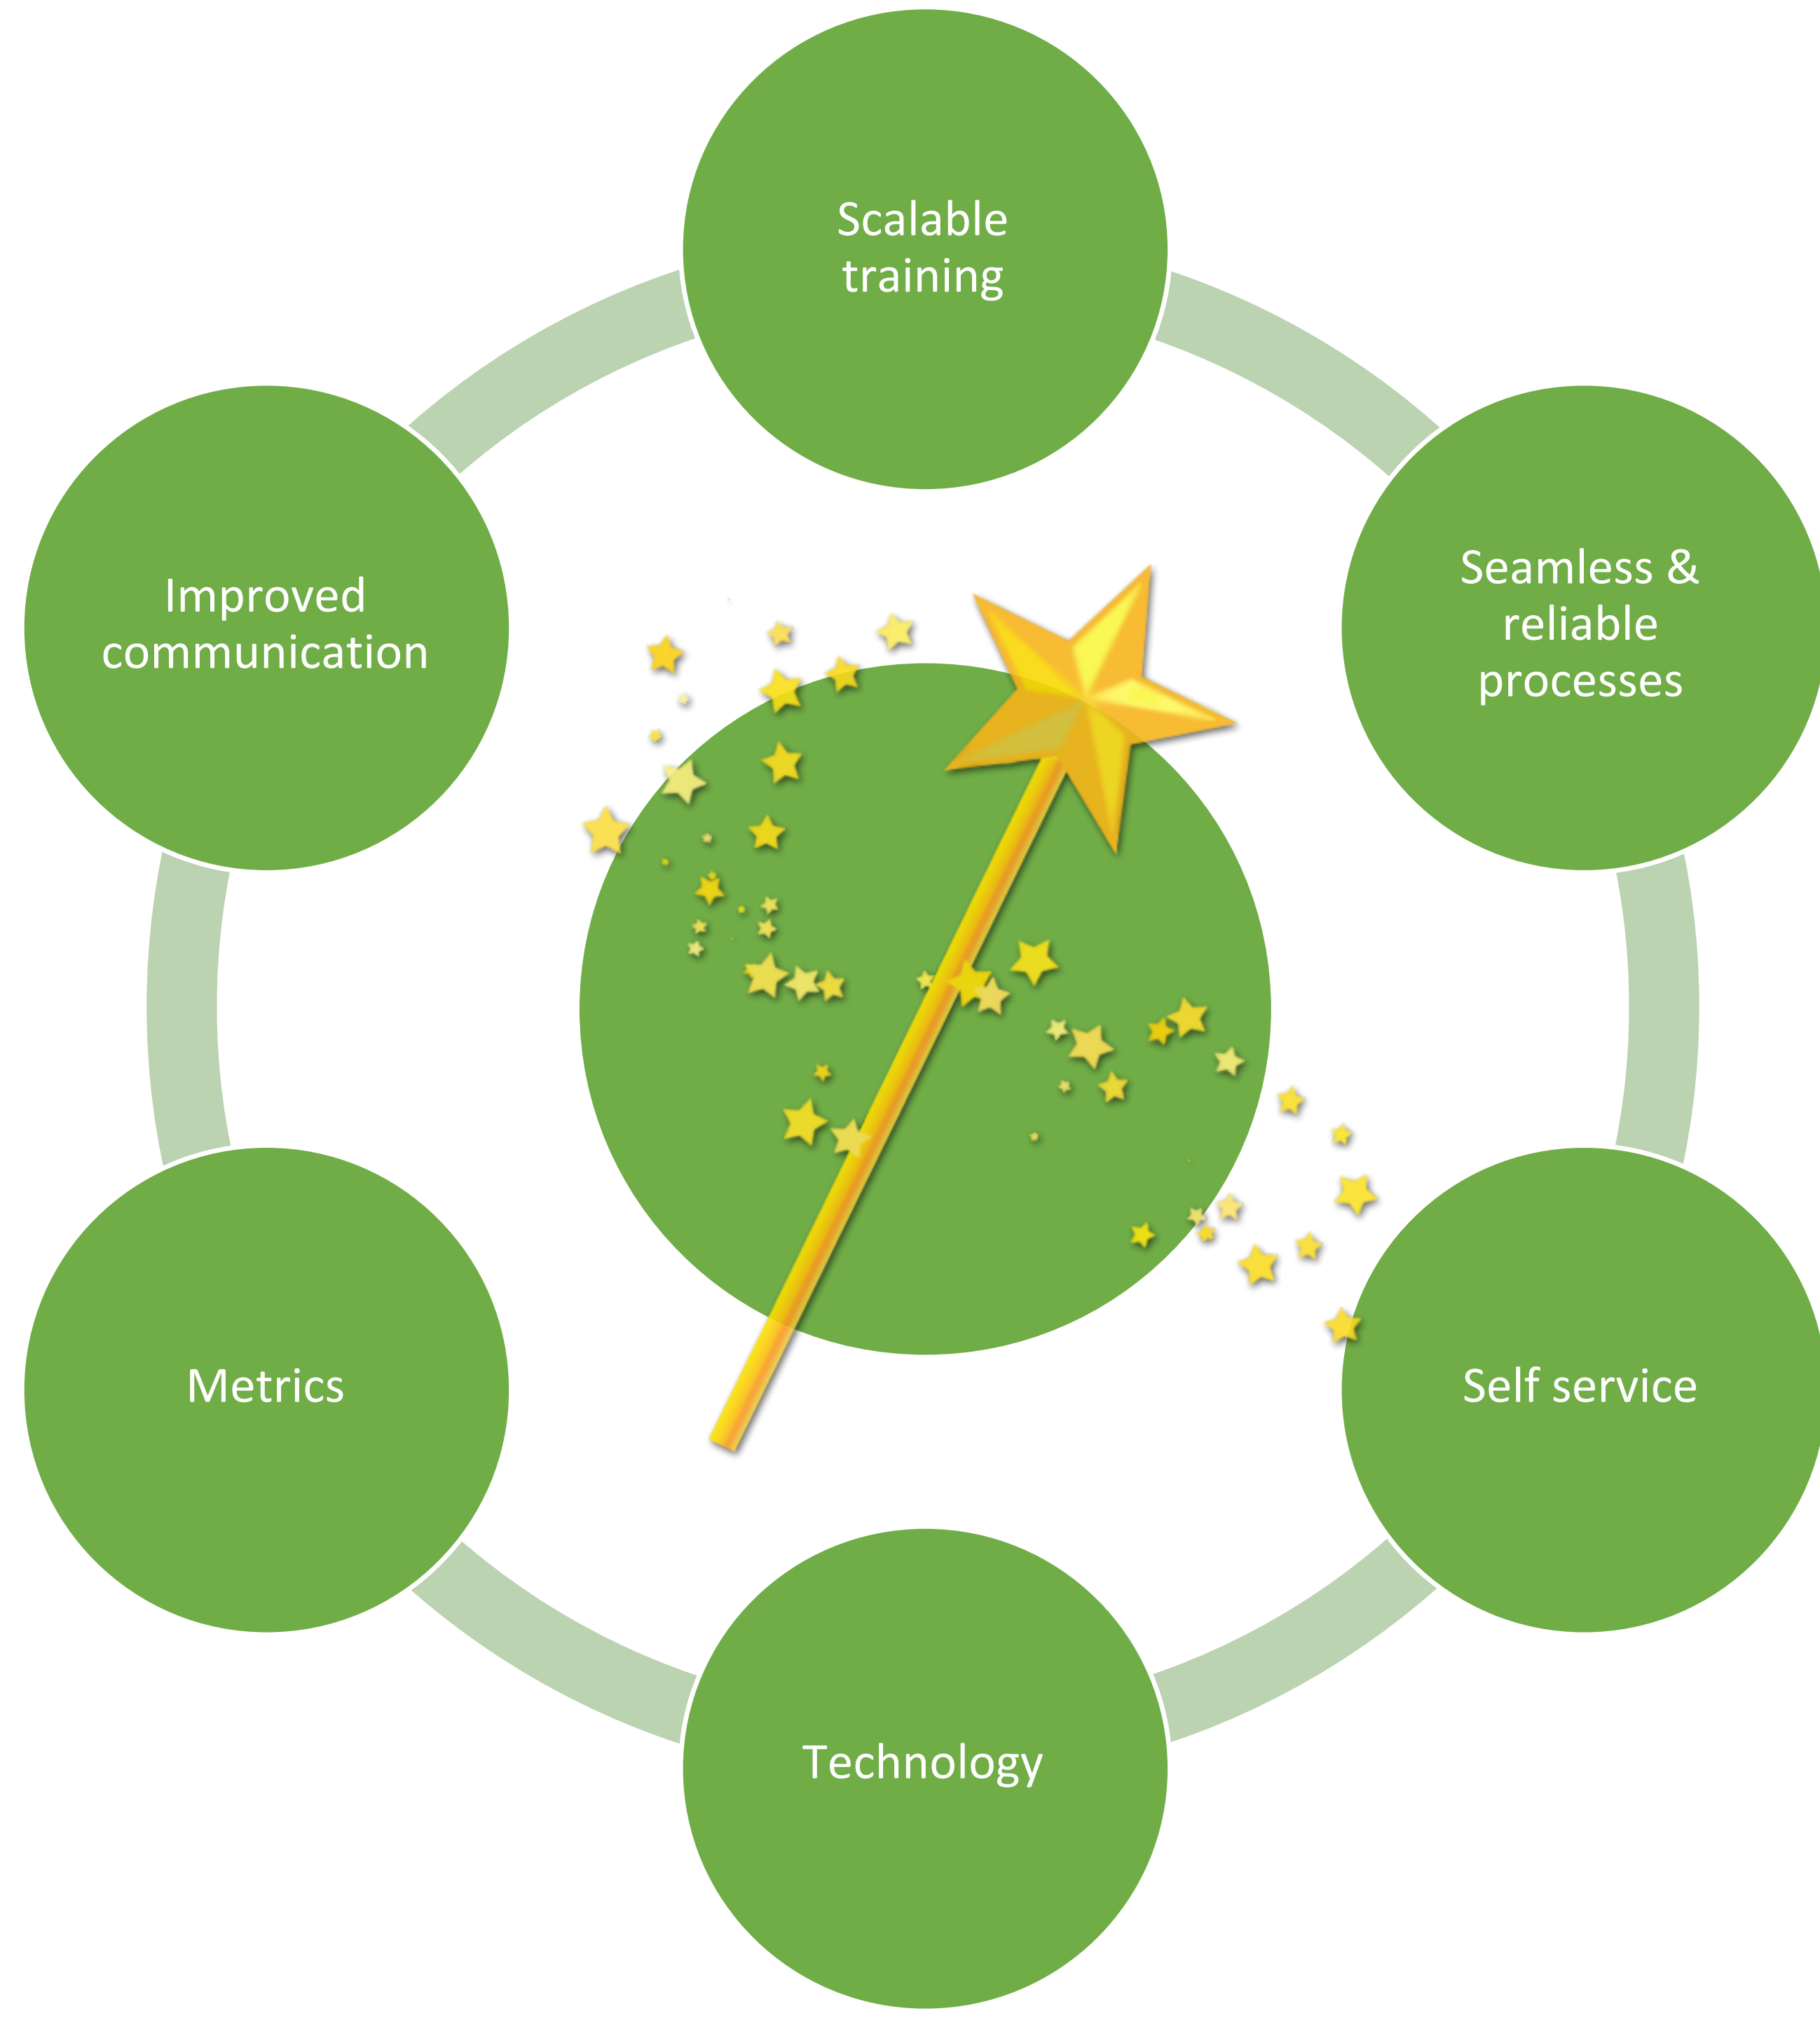 Scalable
training
Seamless &
reliable
processes
Self service
Technology
Metrics
Improved
communication